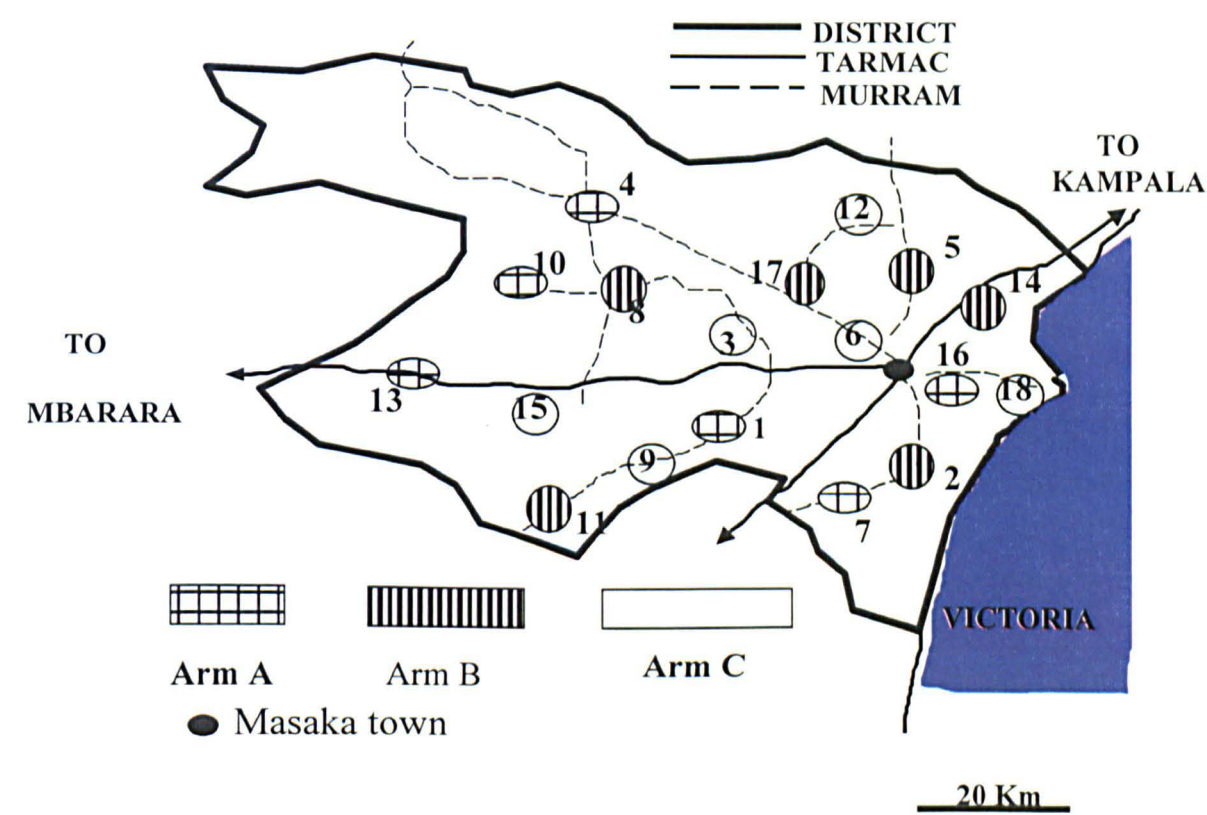 DISTRICT
TARMAC
MURRAM
TO
KAMPALA
4
12
5
10
17
14
8
3
6
16
TO
MBARARA
13
15
18
1
9
2
11
7
VICTORIA
Arm A
Arm B
Arm C
Masaka town
20 Km